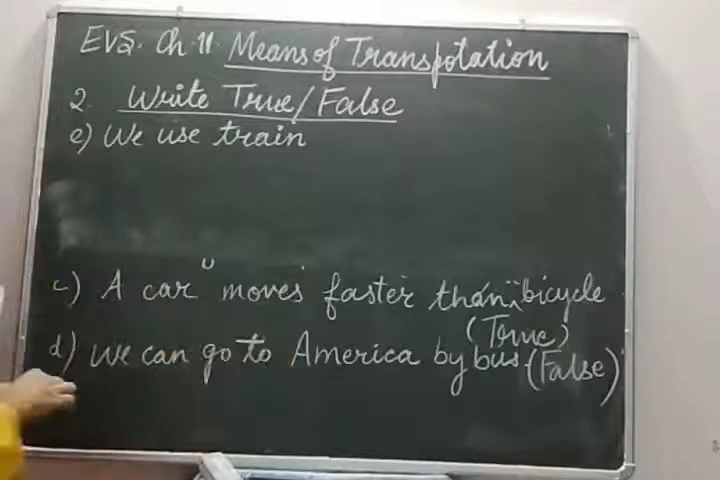 EVS. Ch.11 Means of Transpotation
2. Write True/False
e) We use train
c) A car moves faster than bicycle
(True)
d) We can go to America by bus (False)